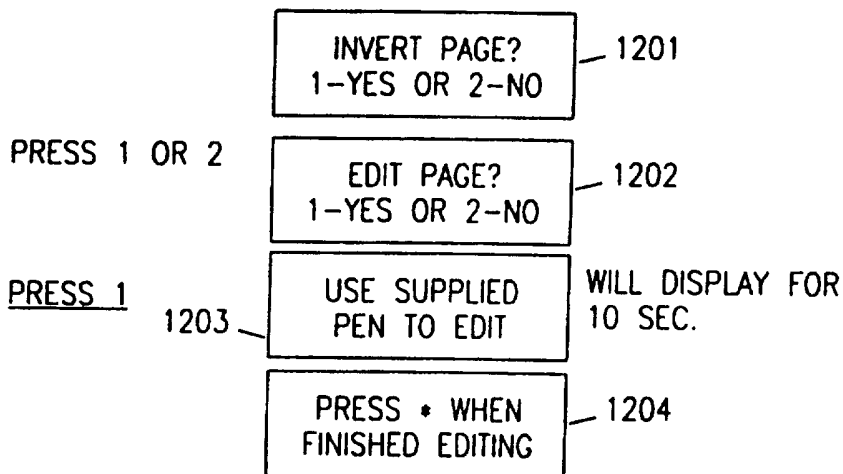 INVERT PAGE?
1-YES OR 2-NO
1201
PRESS 1 OR 2
EDIT PAGE?
1-YES OR 2-NO
1202
PRESS 1
USE SUPPLIED
PEN TO EDIT
1203
WILL DISPLAY FOR
10 SEC.
PRESS * WHEN
FINISHED EDITING
1204